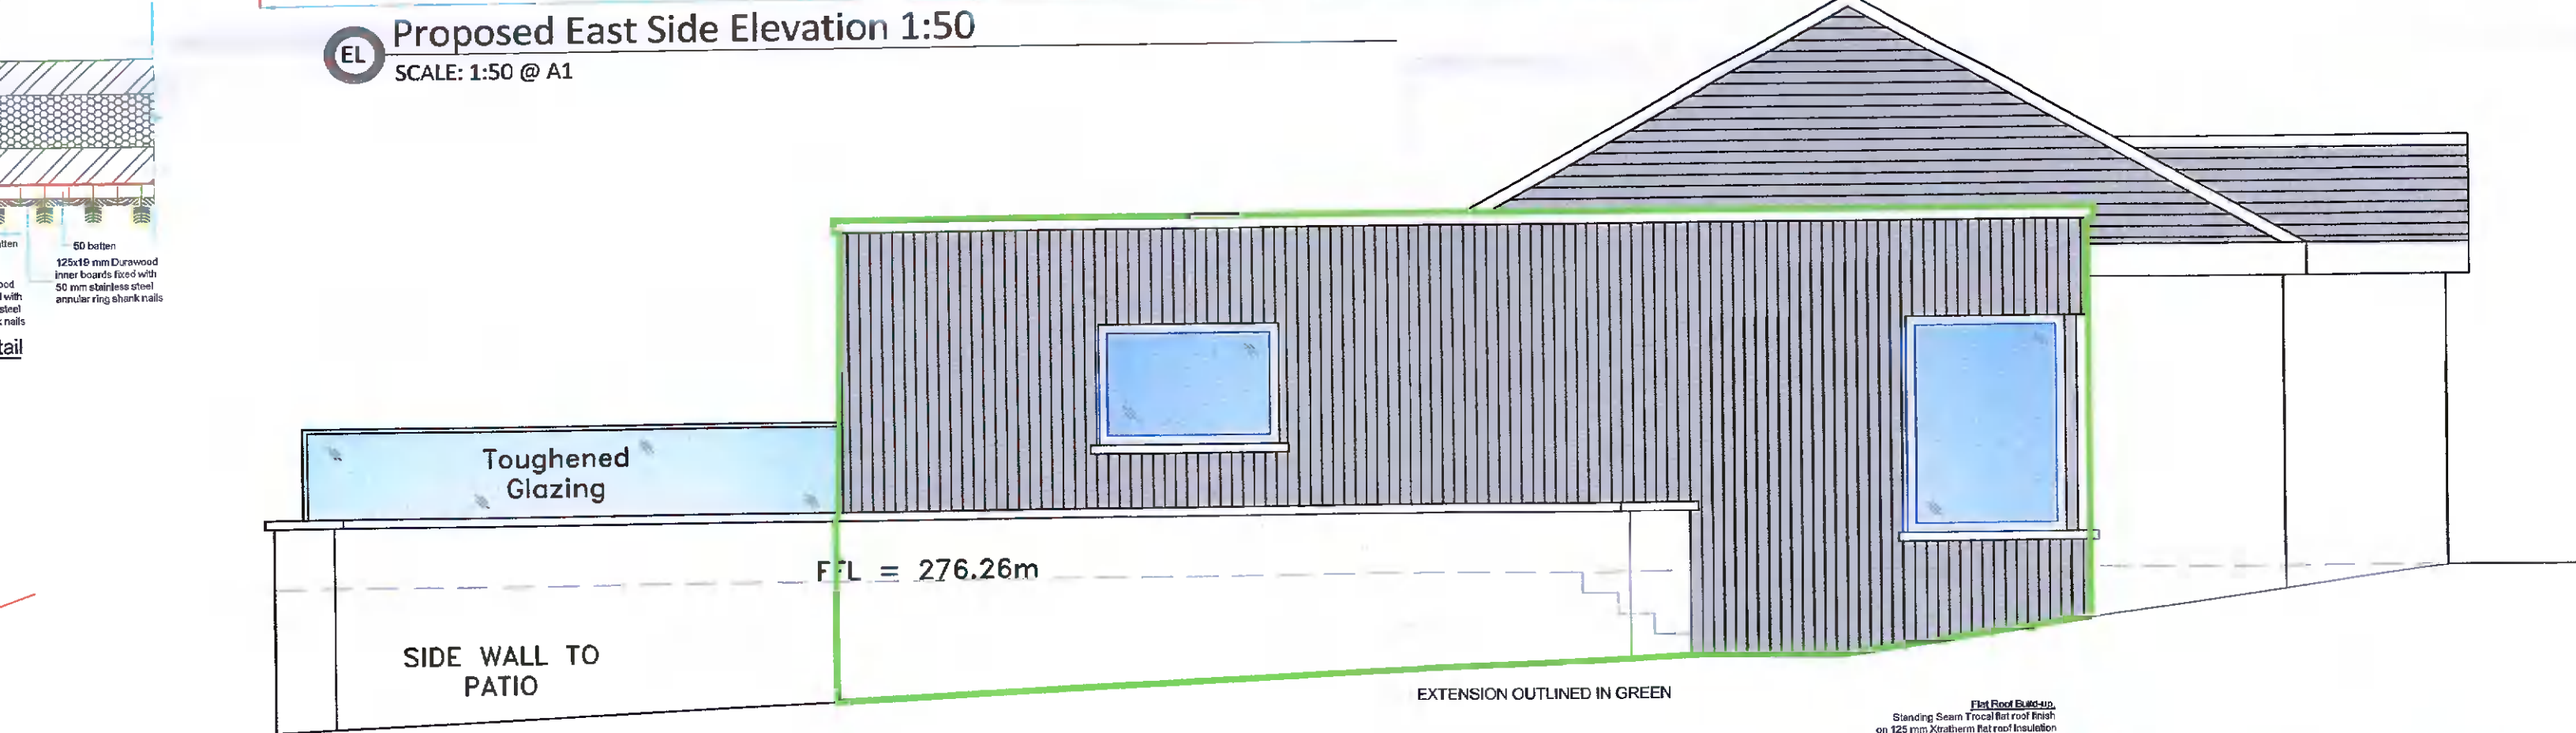 EL
Proposed East Side Elevation 1:50
SCALE: 1:50 @ A1
50 batten
125x19 mm Durawood
inner boards fixed with
50 mm stainless steel
annular ring shank nails
with
steel
nails
Toughened
Glazing
FFL = 276.26m
SIDE WALL TO
PATIO
EXTENSION OUTLINED IN GREEN
Flat Roof Build-up.
Standing Seam Trocal flat roof finish
on 125 mm Xtratherm flat roof insulation